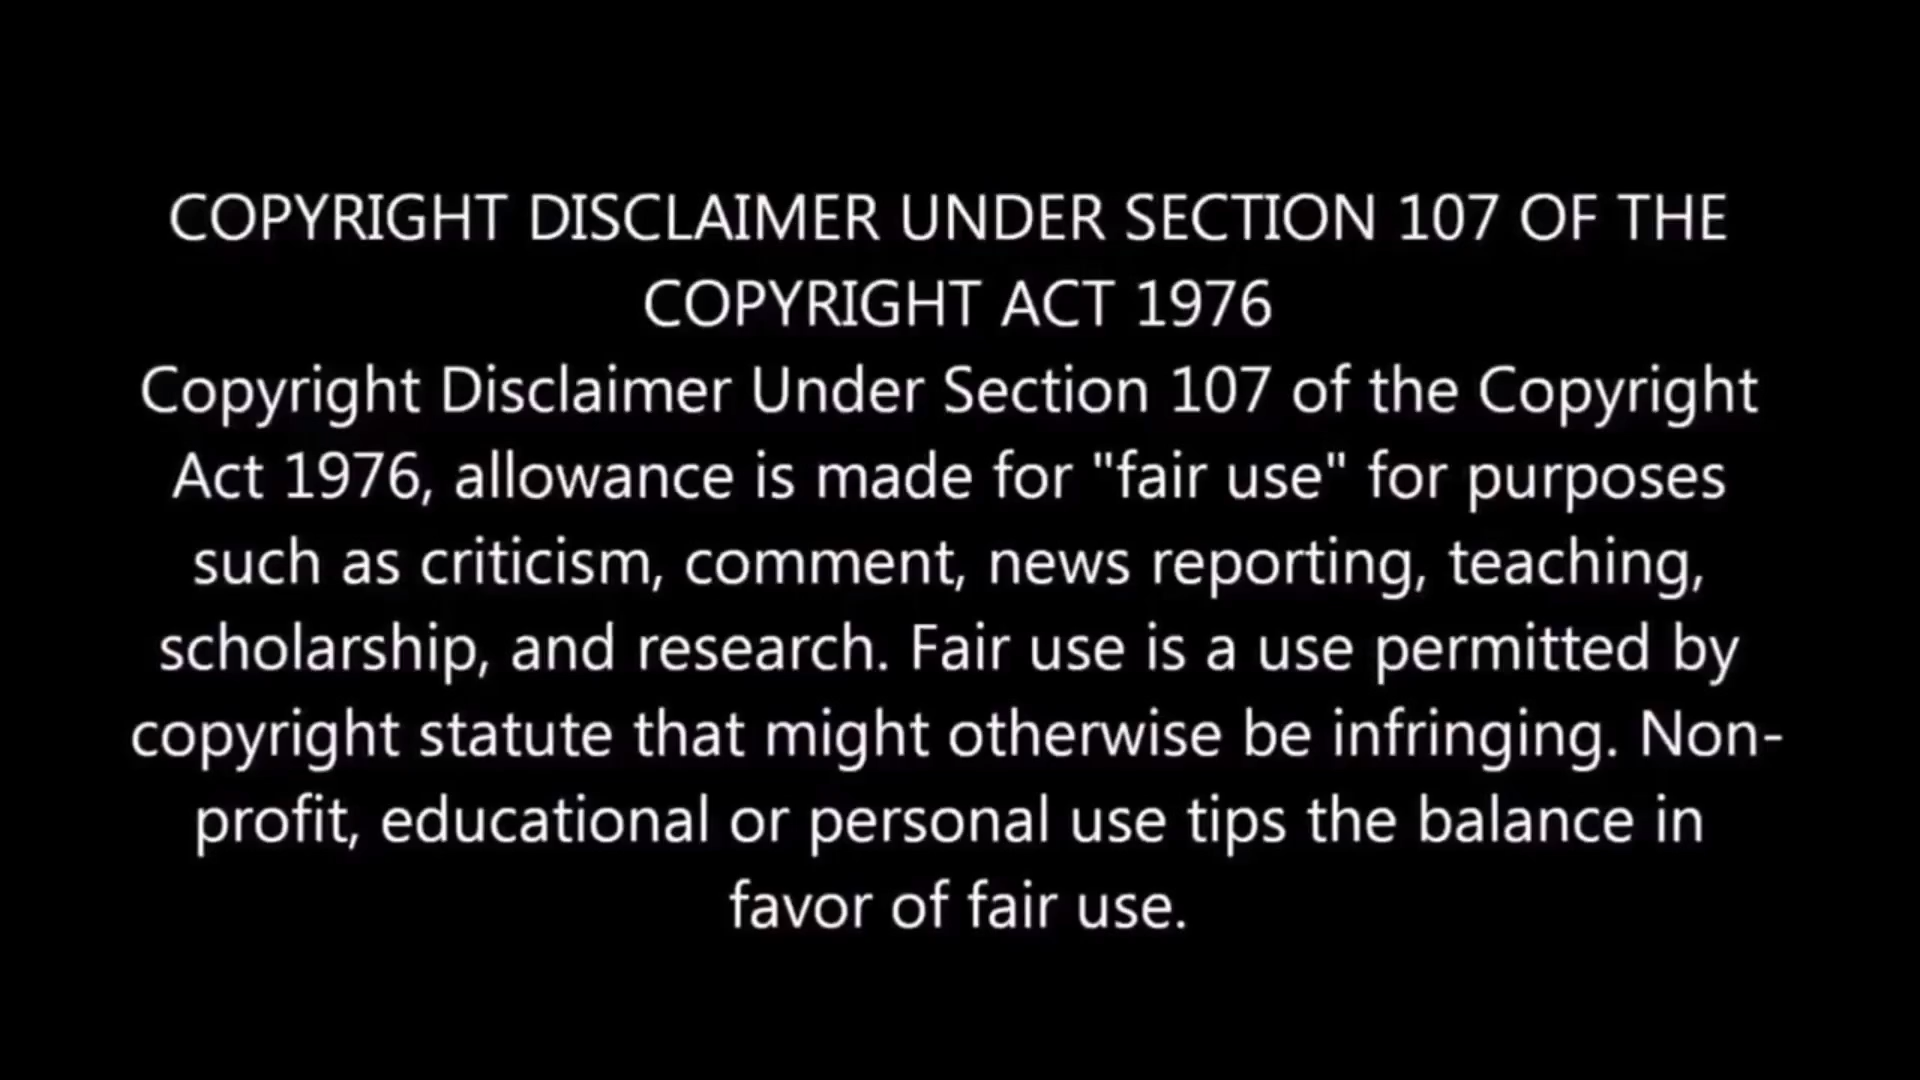 COPYRIGHT DISCLAIMER UNDER SECTION 107 OF THE
COPYRIGHT ACT 1976
Copyright Disclaimer Under Section 107 of the Copyright
Act 1976, allowance is made for "fair use" for purposes
such as criticism, comment, news reporting, teaching,
scholarship, and research. Fair use is a use permitted by
copyright statute that might otherwise be infringing. Non-
profit, educational or personal use tips the balance in
favor of fair use.